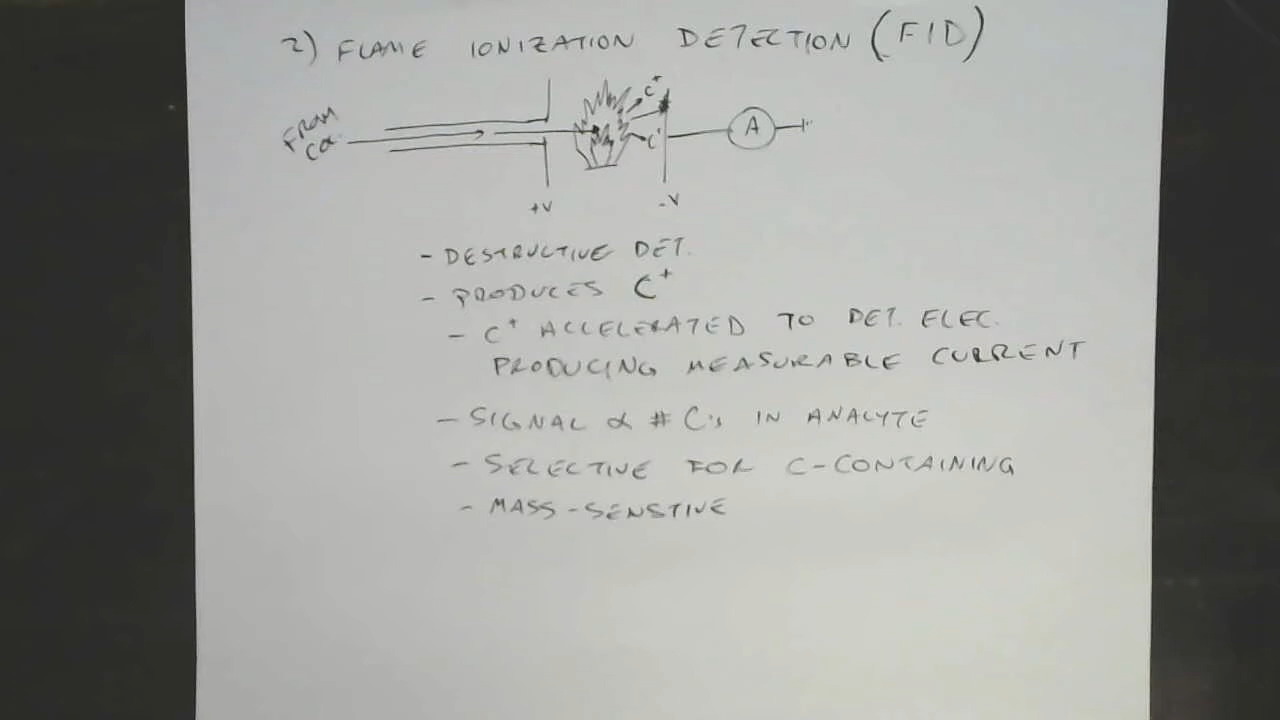 2) FLAME IONIZATION DETECTION (FID)
FROM
COL.
C+
C+
A
+V
-V
- DESTRUCTIVE DET.
- PRODUCES C+
- C+ ACCELERATED TO DET. ELEC.
PRODUCING MEASURABLE CURRENT
- SIGNAL α # C's IN ANALYTE
- SELECTIVE FOR C-CONTAINING
- MASS-SENSTIVE